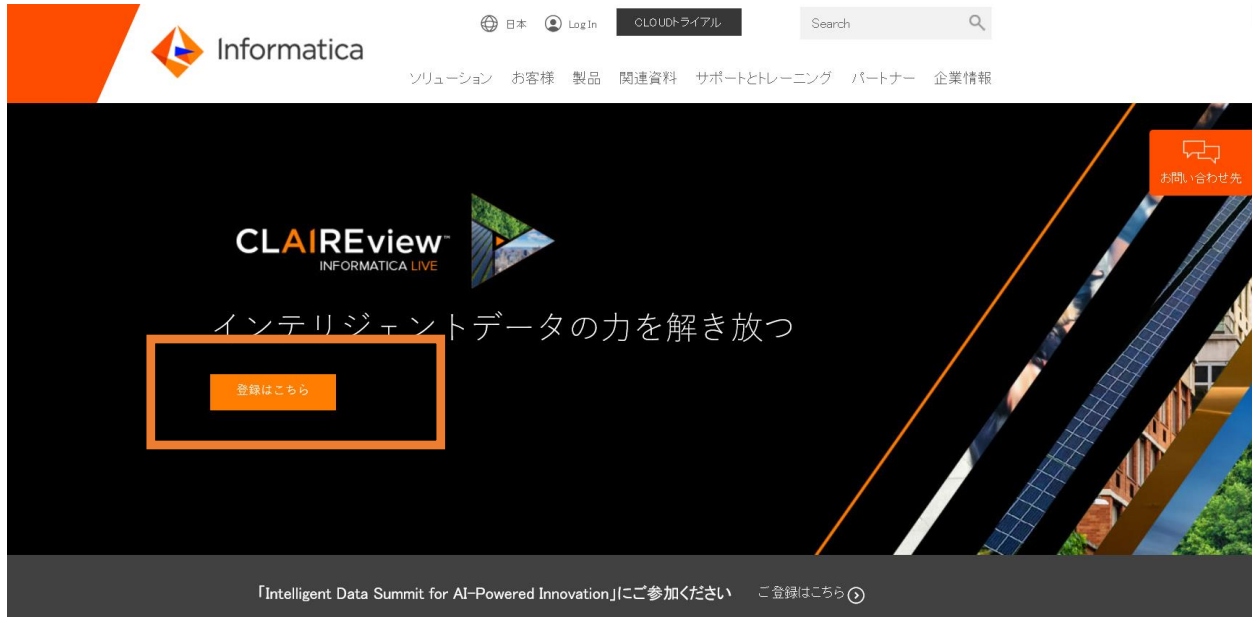 日本 Log In CLOUDトライアル Search
Informatica
ソリューション お客様 製品 関連資料 サポートとトレーニング パートナー 企業情報
お問い合わせ先
CLAIREview™
INFORMATICA LIVE
インテリジェントデータの力を解き放つ
登録はこちら
「Intelligent Data Summit for AI-Powered Innovation」にご参加ください ご登録はこちら